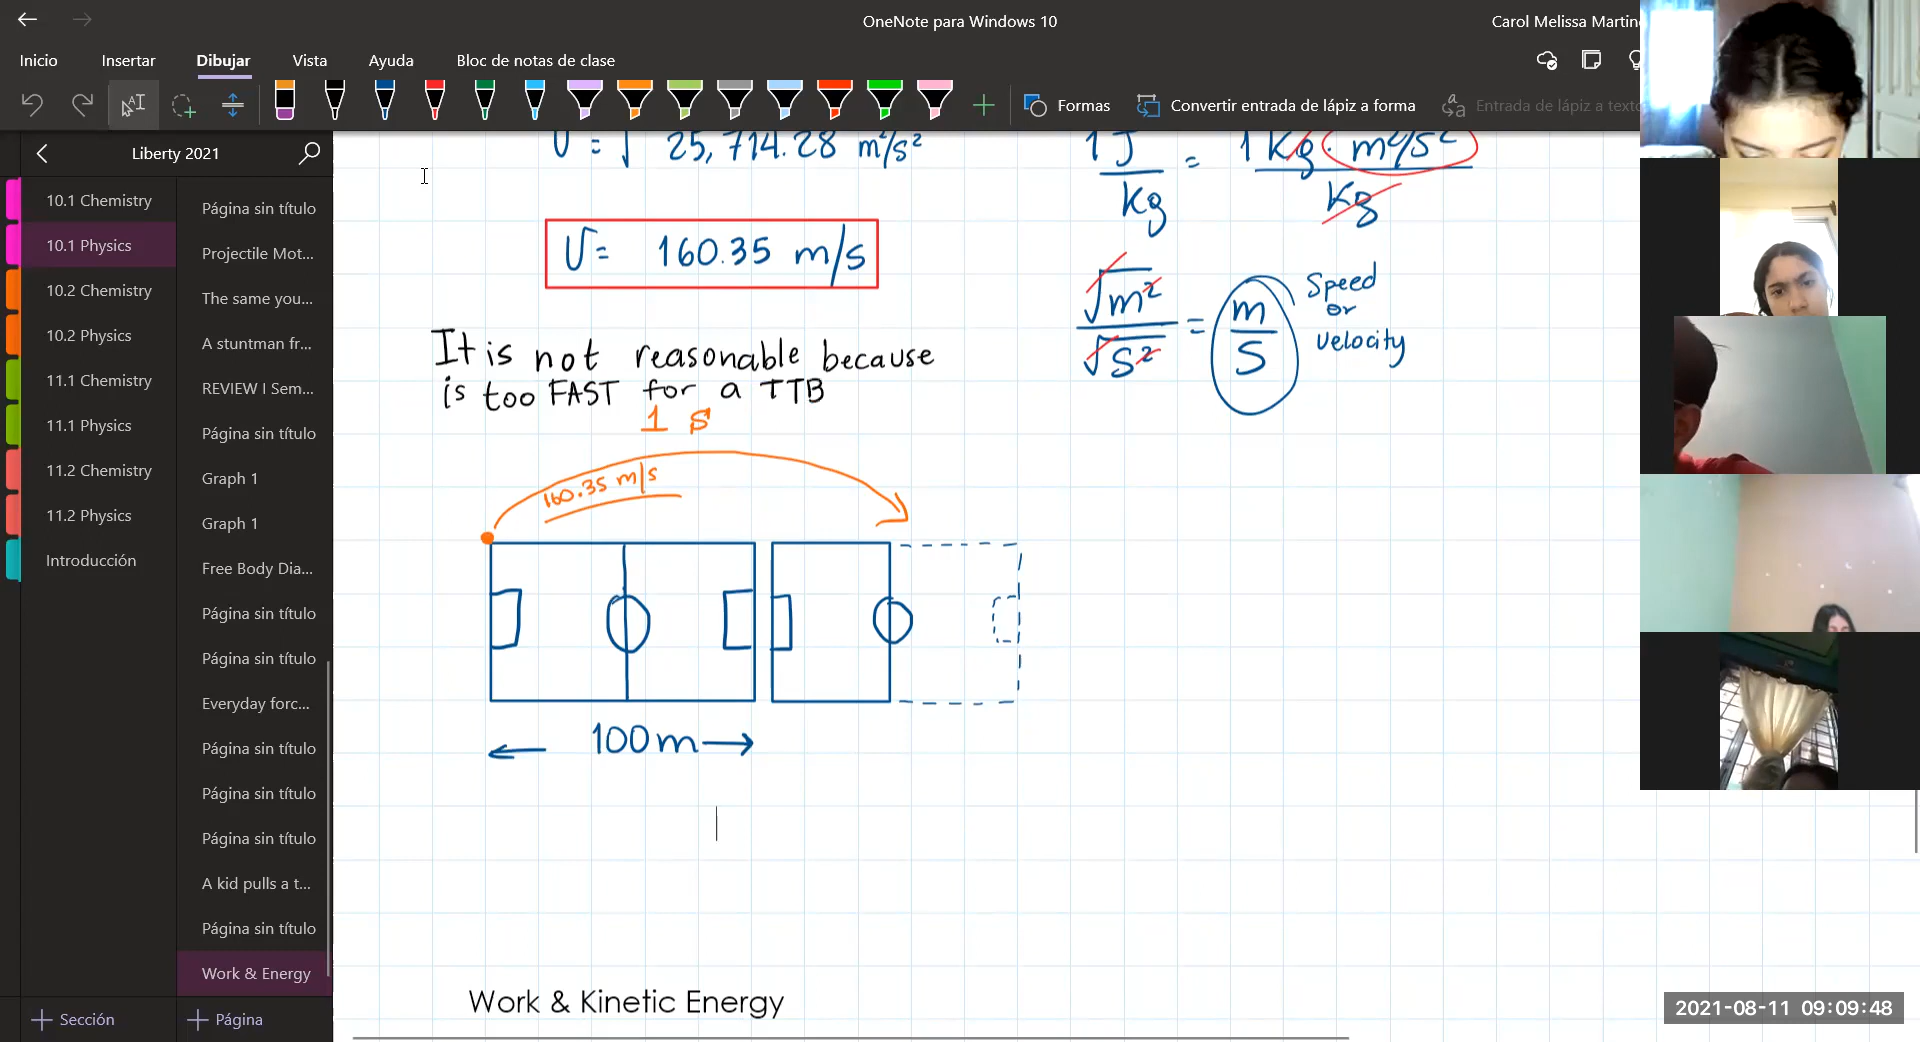 OneNote para Windows 10
Carol Melissa Martine
Inicio
Insertar
Dibujar
Vista
Ayuda
Bloc de notas de clase
Formas
Convertir entrada de lápiz a forma
Entrada de lápiz a texto
Liberty 2021
10.1 Chemistry
10.1 Physics
10.2 Chemistry
10.2 Physics
11.1 Chemistry
11.1 Physics
11.2 Chemistry
11.2 Physics
Introducción
Sección
Página sin título
Projectile Mot...
The same you...
A stuntman fr...
REVIEW I Sem...
Página sin título
Graph 1
Graph 1
Free Body Dia...
Página sin título
Página sin título
Everyday forc...
Página sin título
Página sin título
Página sin título
A kid pulls a t...
Página sin título
Work & Energy
Página
v = √ 25,714.28 m²/s²
v = 160.35 m/s
It is not reasonable because
is too FAST for a TTB
1 s
160.35 m/s
100 m
1 J / kg = 1 kg · m²/s² / kg
√m² / √s² = m / s
Speed
or
velocity
Work & Kinetic Energy
2021-08-11 09:09:48